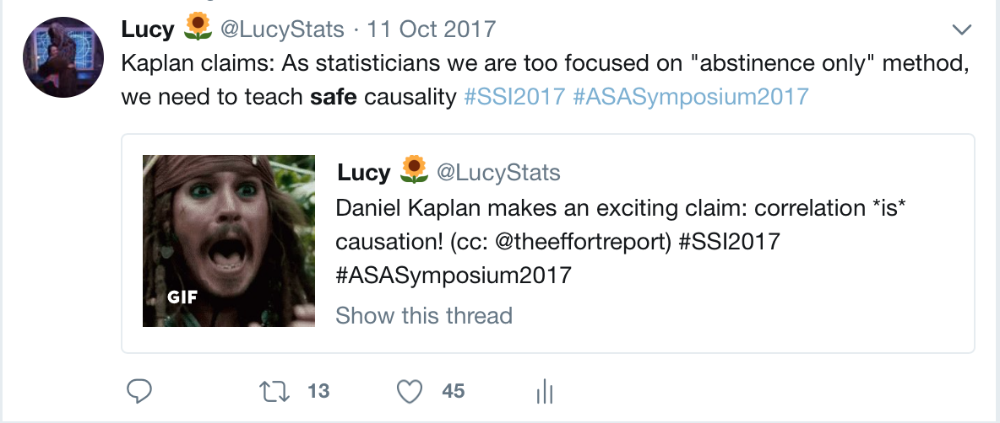 Lucy 🌻 @LucyStats · 11 Oct 2017
Kaplan claims: As statisticians we are too focused on "abstinence only" method,
we need to teach safe causality #SSI2017 #ASASymposium2017
Lucy 🌻 @LucyStats
Daniel Kaplan makes an exciting claim: correlation *is*
causation! (cc: @theeffortreport) #SSI2017
#ASASymposium2017
GIF
Show this thread
13 45